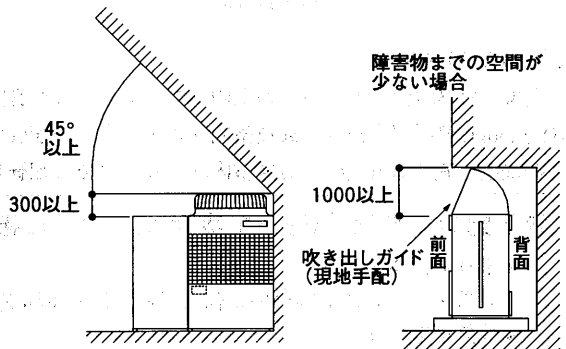 45°
以上
300以上
障害物までの空間が
少ない場合
1000以上
吹き出しガイド
(現地手配)
前面
背面